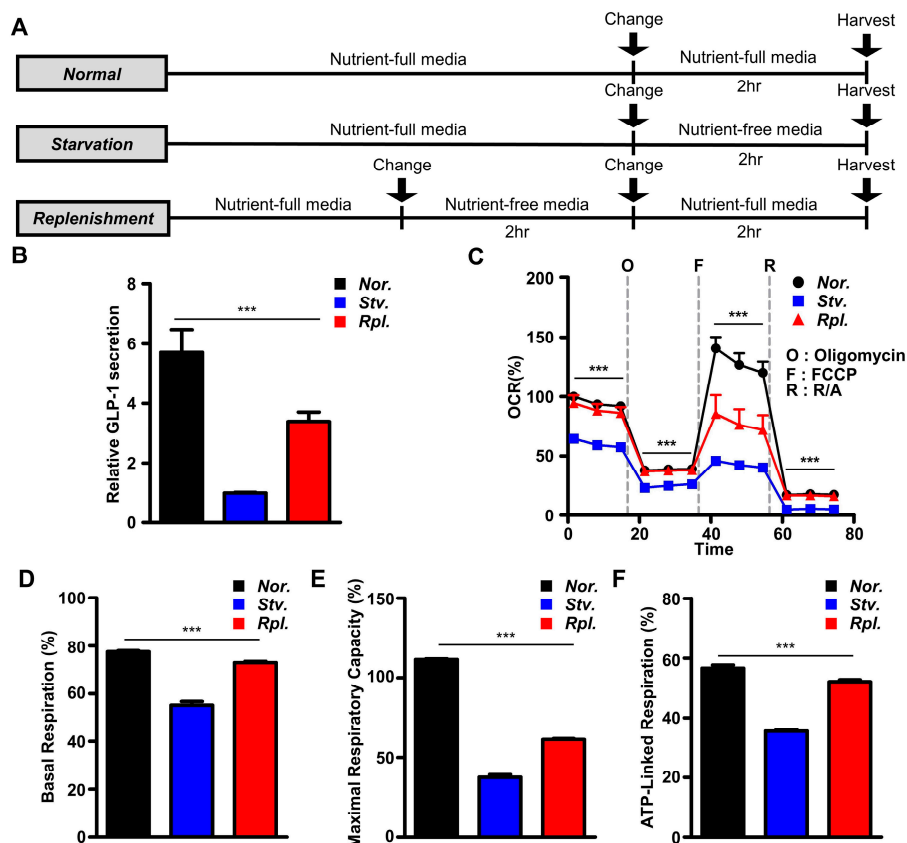 A
Change
Harvest
Normal
Nutrient-full media
Nutrient-full media
2hr
Change
Harvest
Starvation
Nutrient-full media
Nutrient-free media
2hr
Change
Change
Harvest
Replenishment
Nutrient-full media
Nutrient-free media
Nutrient-full media
2hr
2hr
B
Relative GLP-1 secretion
8
6
4
2
0
***
Nor.
Stv.
Rpl.
C
OCR(%)
200
150
100
50
0
0
20
40
60
80
Time
O
F
R
***
***
***
***
Nor.
Stv.
Rpl.
O : Oligomycin
F : FCCP
R : R/A
D
Basal Respiration (%)
100
80
60
40
20
0
***
Nor.
Stv.
Rpl.
E
Maximal Respiratory Capacity (%)
150
100
50
0
***
Nor.
Stv.
Rpl.
F
ATP-Linked Respiration (%)
80
60
40
20
0
***
Nor.
Stv.
Rpl.